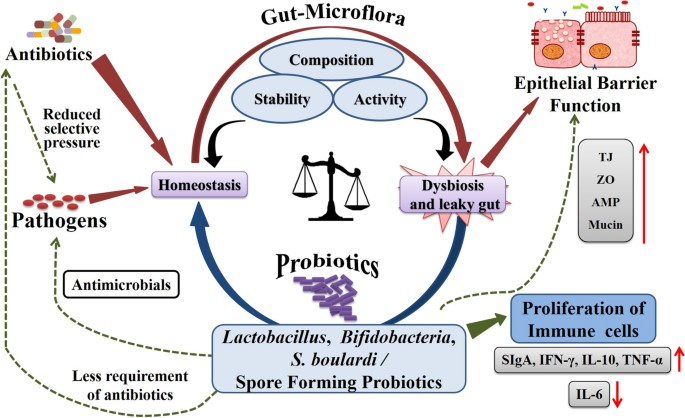 Gut-Microflora
Composition
Stability
Activity
Antibiotics
Epithelial Barrier
Function
Reduced
selective
pressure
TJ
ZO
AMP
Mucin
Homeostasis
Dysbiosis
and leaky gut
Pathogens
Antimicrobials
Probiotics
Lactobacillus, Bifidobacteria,
S. boulardi /
Spore Forming Probiotics
Proliferation of
Immune cells
SIgA, IFN-γ, IL-10, TNF-α
IL-6
Less requirement
of antibiotics